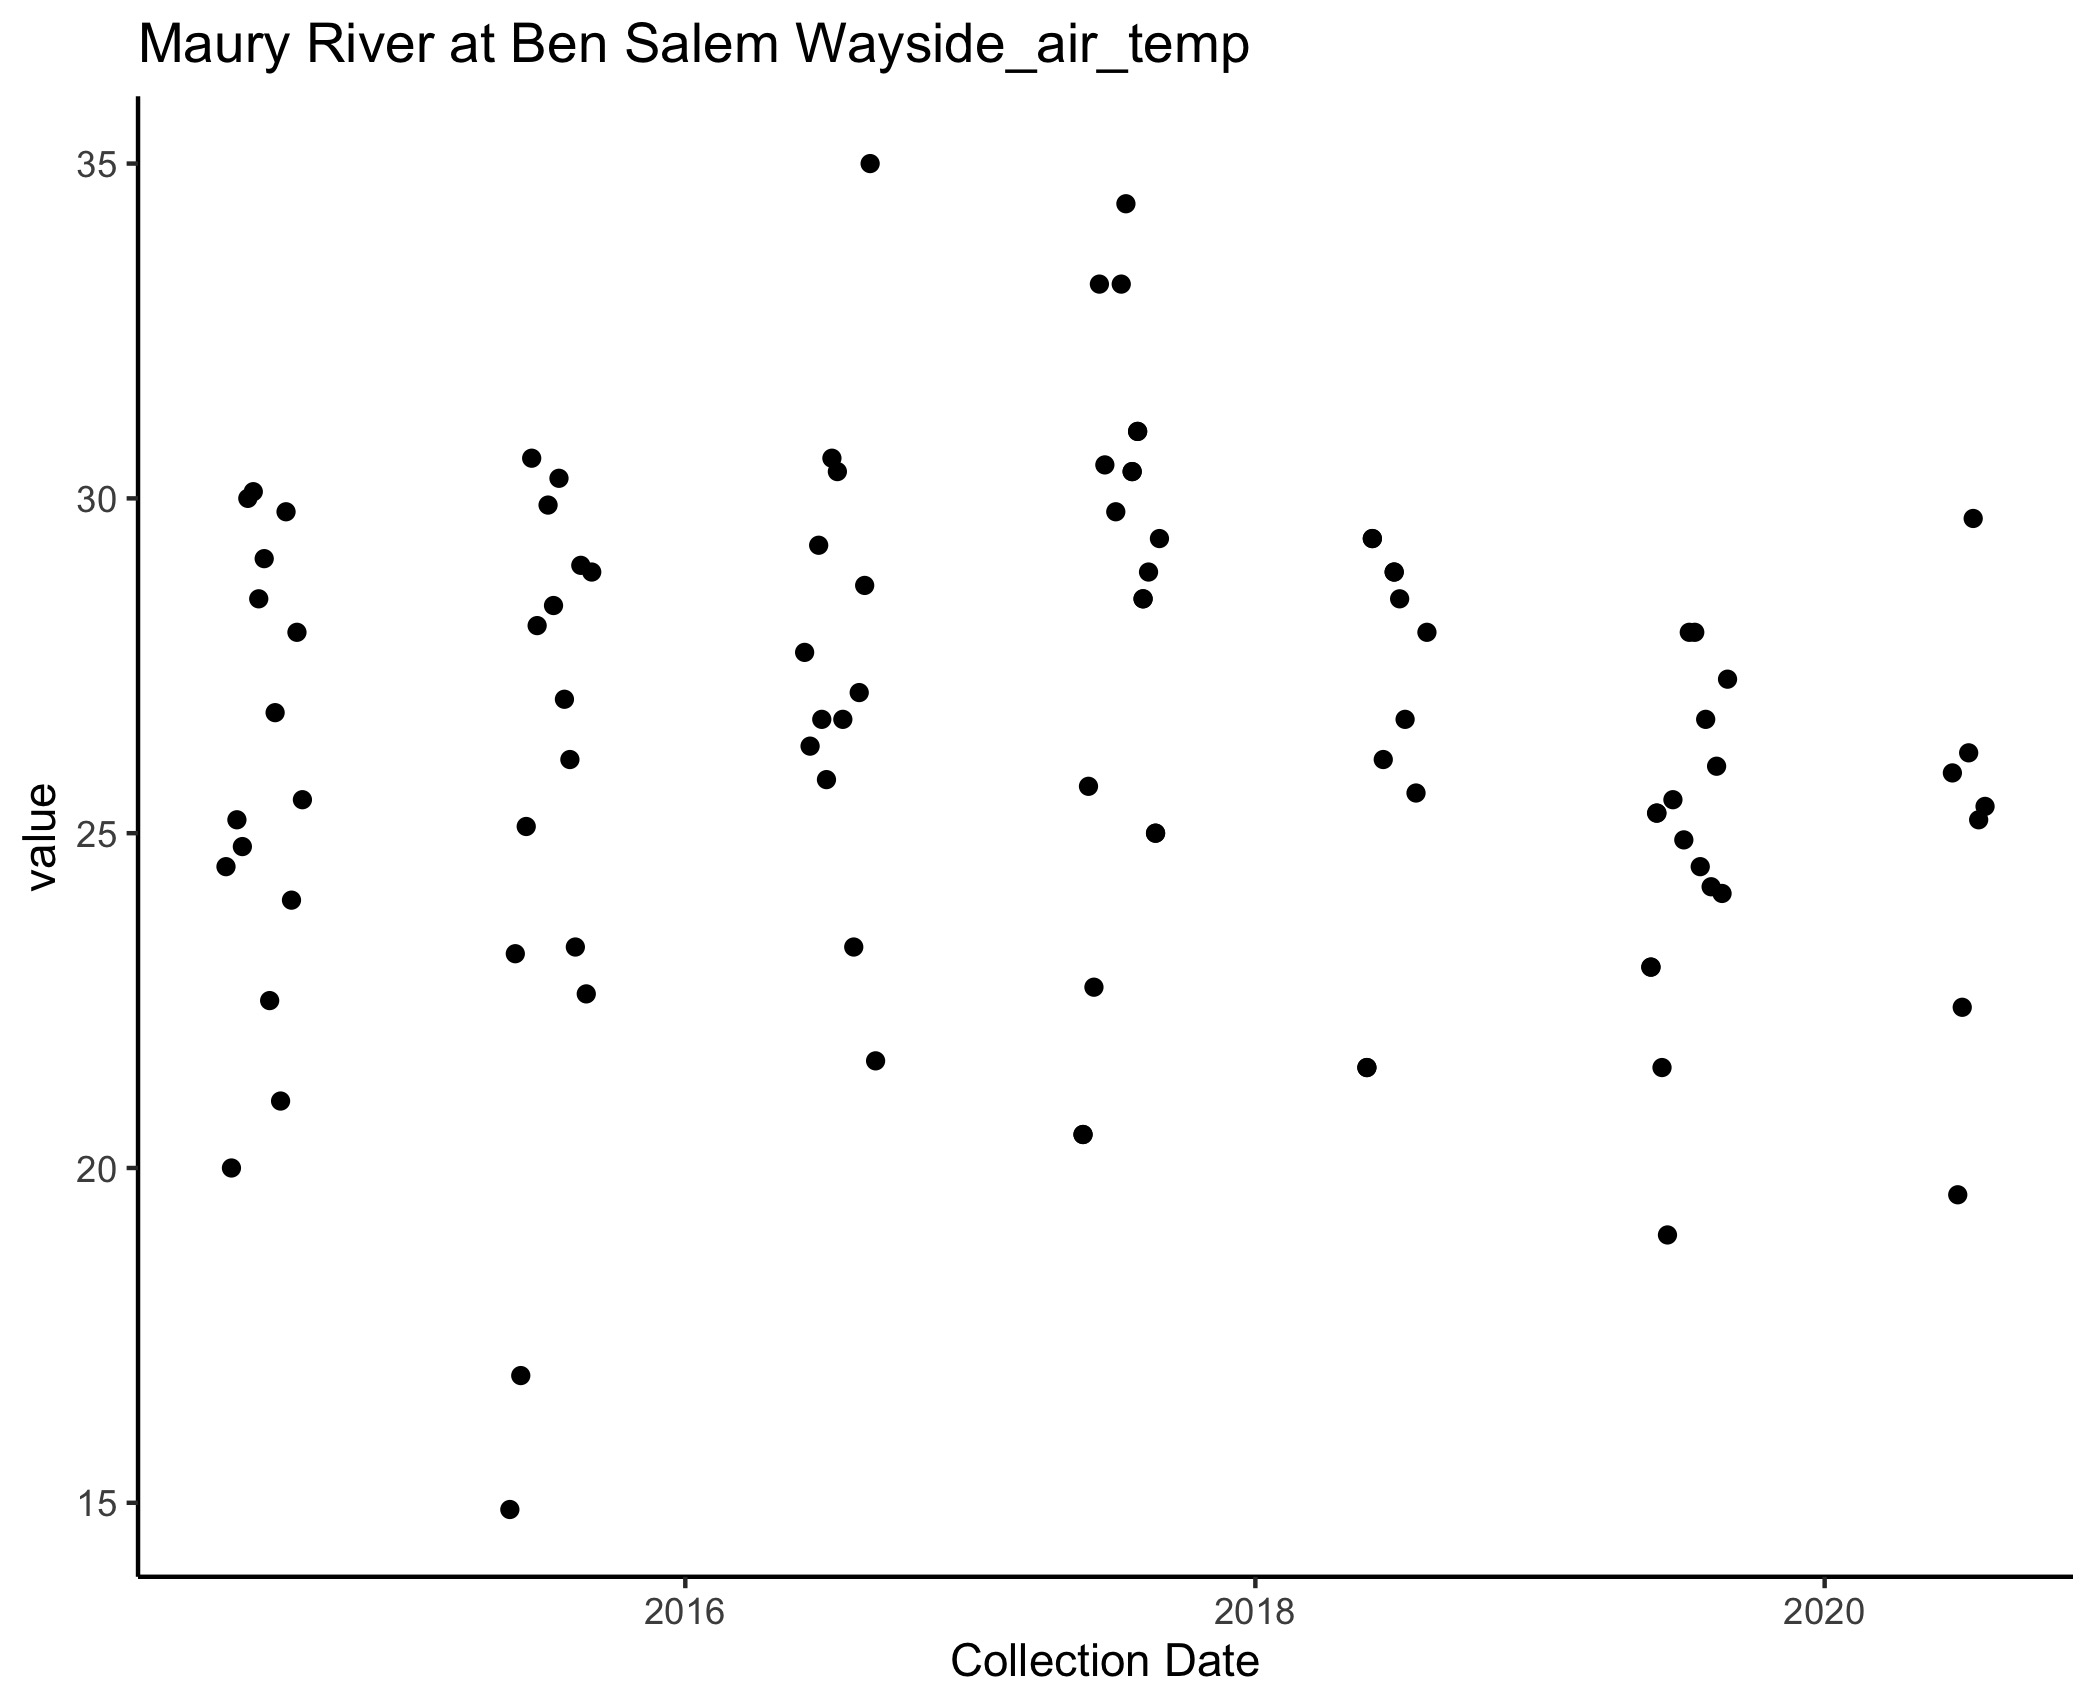 Maury River at Ben Salem Wayside_air_temp
35
30
25
20
15
value
2016
2018
2020
Collection Date